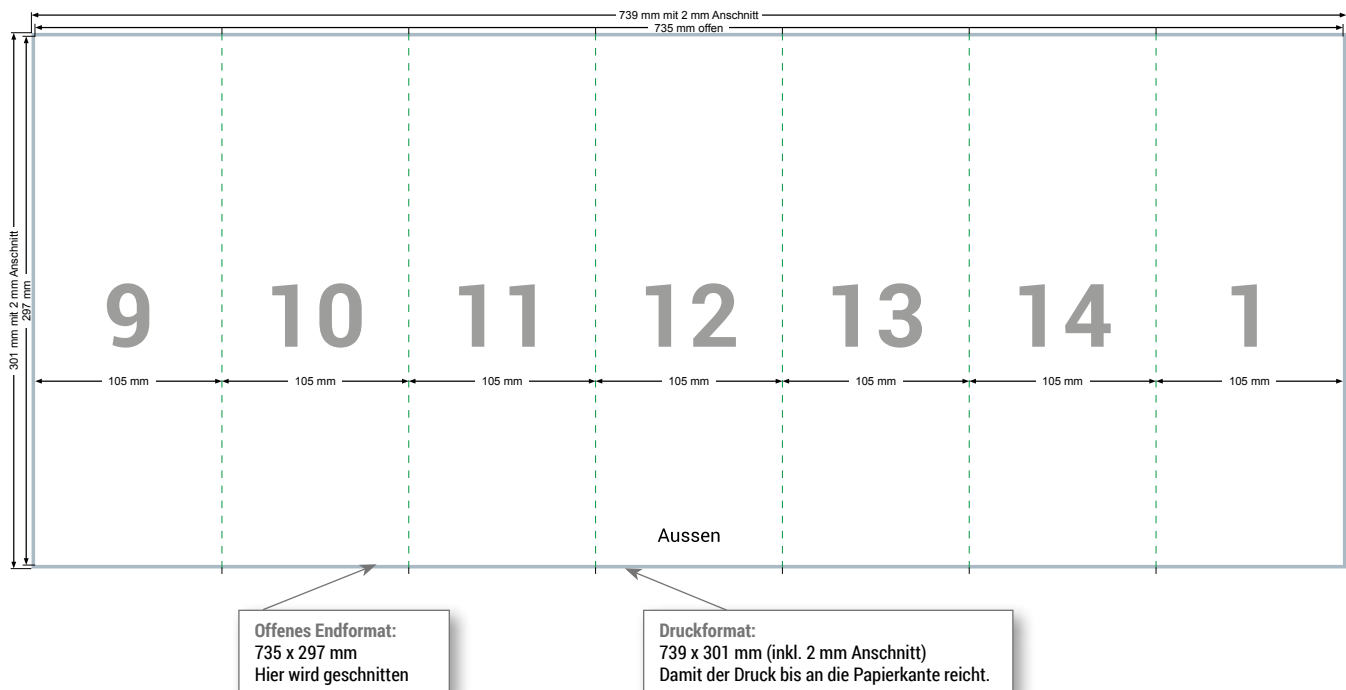 739 mm mit 2 mm Anschnitt
735 mm offen
301 mm mit 2 mm Anschnitt
297 mm
9 10 11 12 13 14 1
105 mm 105 mm 105 mm 105 mm 105 mm 105 mm 105 mm
Aussen
Offenes Endformat:
735 x 297 mm
Hier wird geschnitten
Druckformat:
739 x 301 mm (inkl. 2 mm Anschnitt)
Damit der Druck bis an die Papierkante reicht.